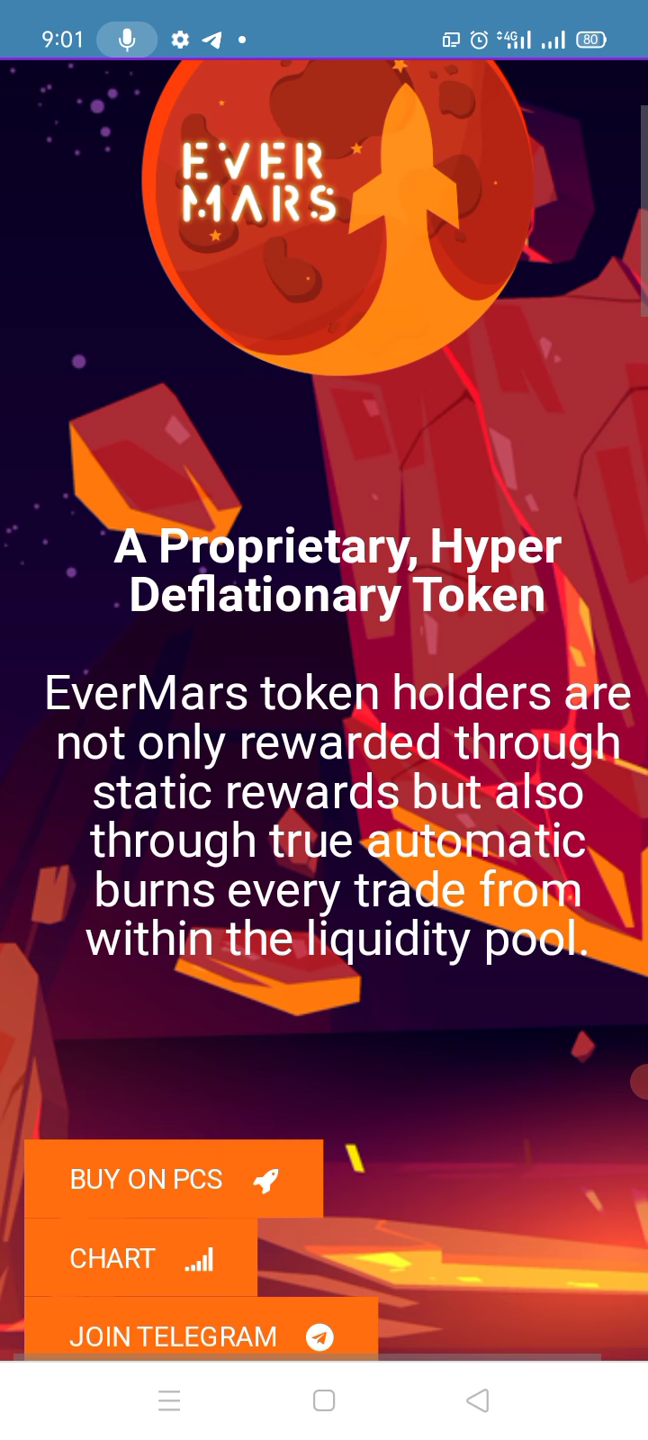 9:01
4G
80
EVER
MARS
A Proprietary, Hyper
Deflationary Token
EverMars token holders are
not only rewarded through
static rewards but also
through true automatic
burns every trade from
within the liquidity pool.
BUY ON PCS
CHART
JOIN TELEGRAM